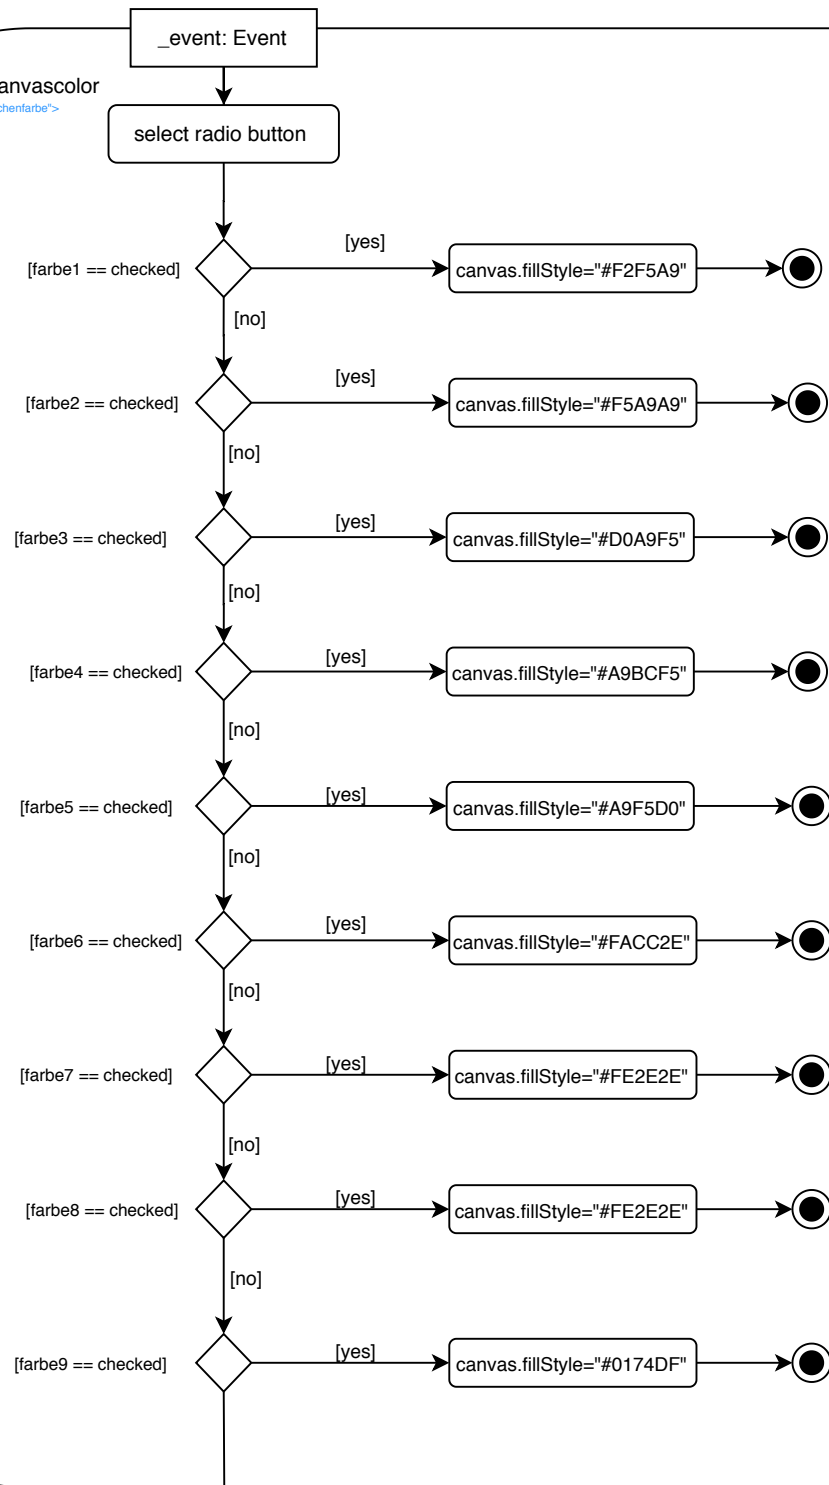 _event: Event
anvascolor
chenfarbe">
select radio button
[yes]
[farbe1 == checked]
canvas.fillStyle="#F2F5A9"
[no]
[yes]
[farbe2 == checked]
canvas.fillStyle="#F5A9A9"
[no]
[yes]
[farbe3 == checked]
canvas.fillStyle="#D0A9F5"
[no]
[yes]
[farbe4 == checked]
canvas.fillStyle="#A9BCF5"
[no]
[yes]
[farbe5 == checked]
canvas.fillStyle="#A9F5D0"
[no]
[yes]
[farbe6 == checked]
canvas.fillStyle="#FACC2E"
[no]
[yes]
[farbe7 == checked]
canvas.fillStyle="#FE2E2E"
[no]
[yes]
[farbe8 == checked]
canvas.fillStyle="#FE2E2E"
[no]
[yes]
[farbe9 == checked]
canvas.fillStyle="#0174DF"